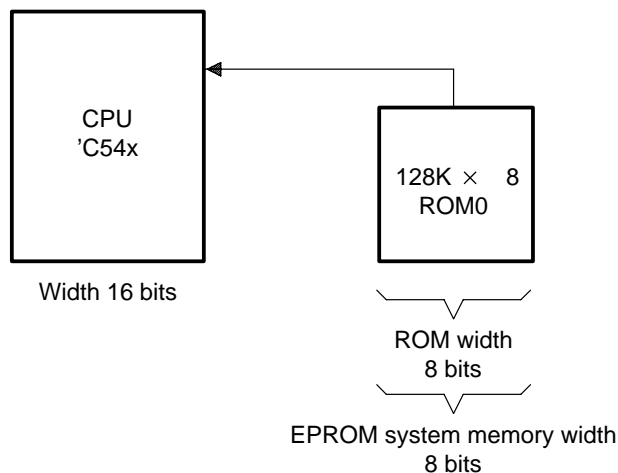 CPU
’C54x
128K × 8
ROM0
Width 16 bits
ROM width
8 bits
EPROM system memory width
8 bits